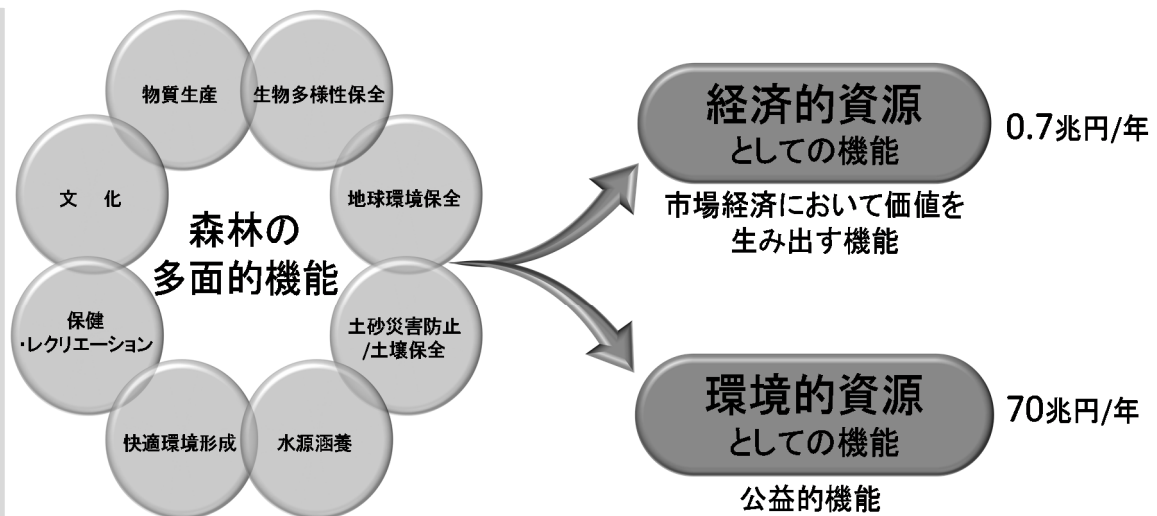 森林の
多面的機能
物質生産
生物多様性保全
地球環境保全
土砂災害防止
/土壌保全
水源涵養
快適環境形成
保健
・レクリエーション
文 化
経済的資源
としての機能
0.7兆円/年
市場経済において価値を
生み出す機能
環境的資源
としての機能
70兆円/年
公益的機能